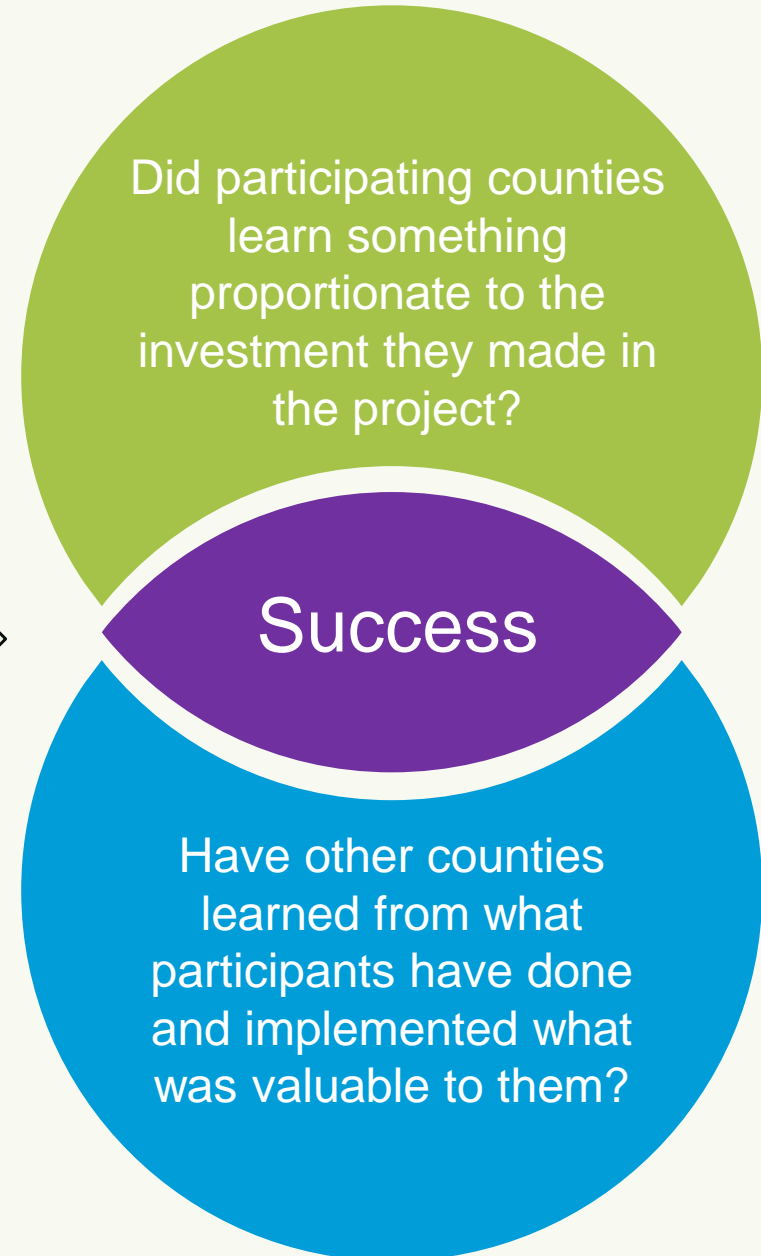 Did participating counties
learn something
proportionate to the
investment they made in
the project?
Success
Have other counties
learned from what
participants have done
and implemented what
was valuable to them?